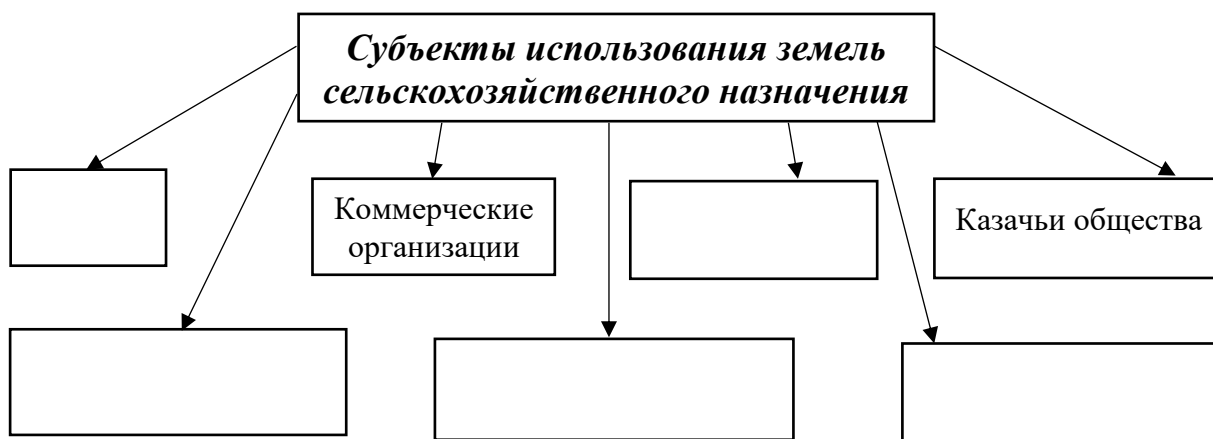 Субъекты использования земель
сельскохозяйственного назначения
Коммерческие
организации
Казачьи общества